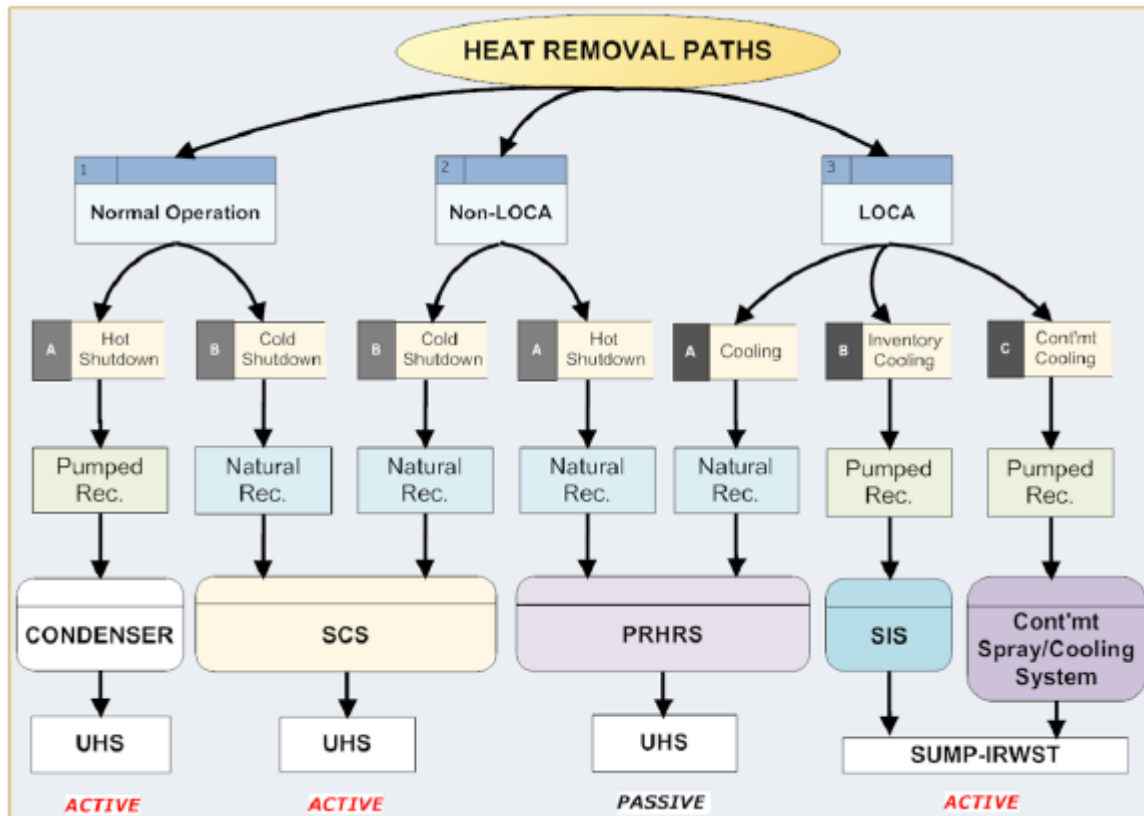 HEAT REMOVAL PATHS
1
2
3
Normal Operation
Non-LOCA
LOCA
A
Hot
Shutdown
B
Cold
Shutdown
B
Cold
Shutdown
A
Hot
Shutdown
A
Cooling
B
Inventory
Cooling
C
Cont'mt
Cooling
Pumped
Rec.
Natural
Rec.
Natural
Rec.
Natural
Rec.
Natural
Rec.
Pumped
Rec.
Pumped
Rec.
CONDENSER
SCS
PRHRS
SIS
Cont'mt
Spray/Cooling
System
UHS
UHS
UHS
SUMP-IRWST
ACTIVE
ACTIVE
PASSIVE
ACTIVE